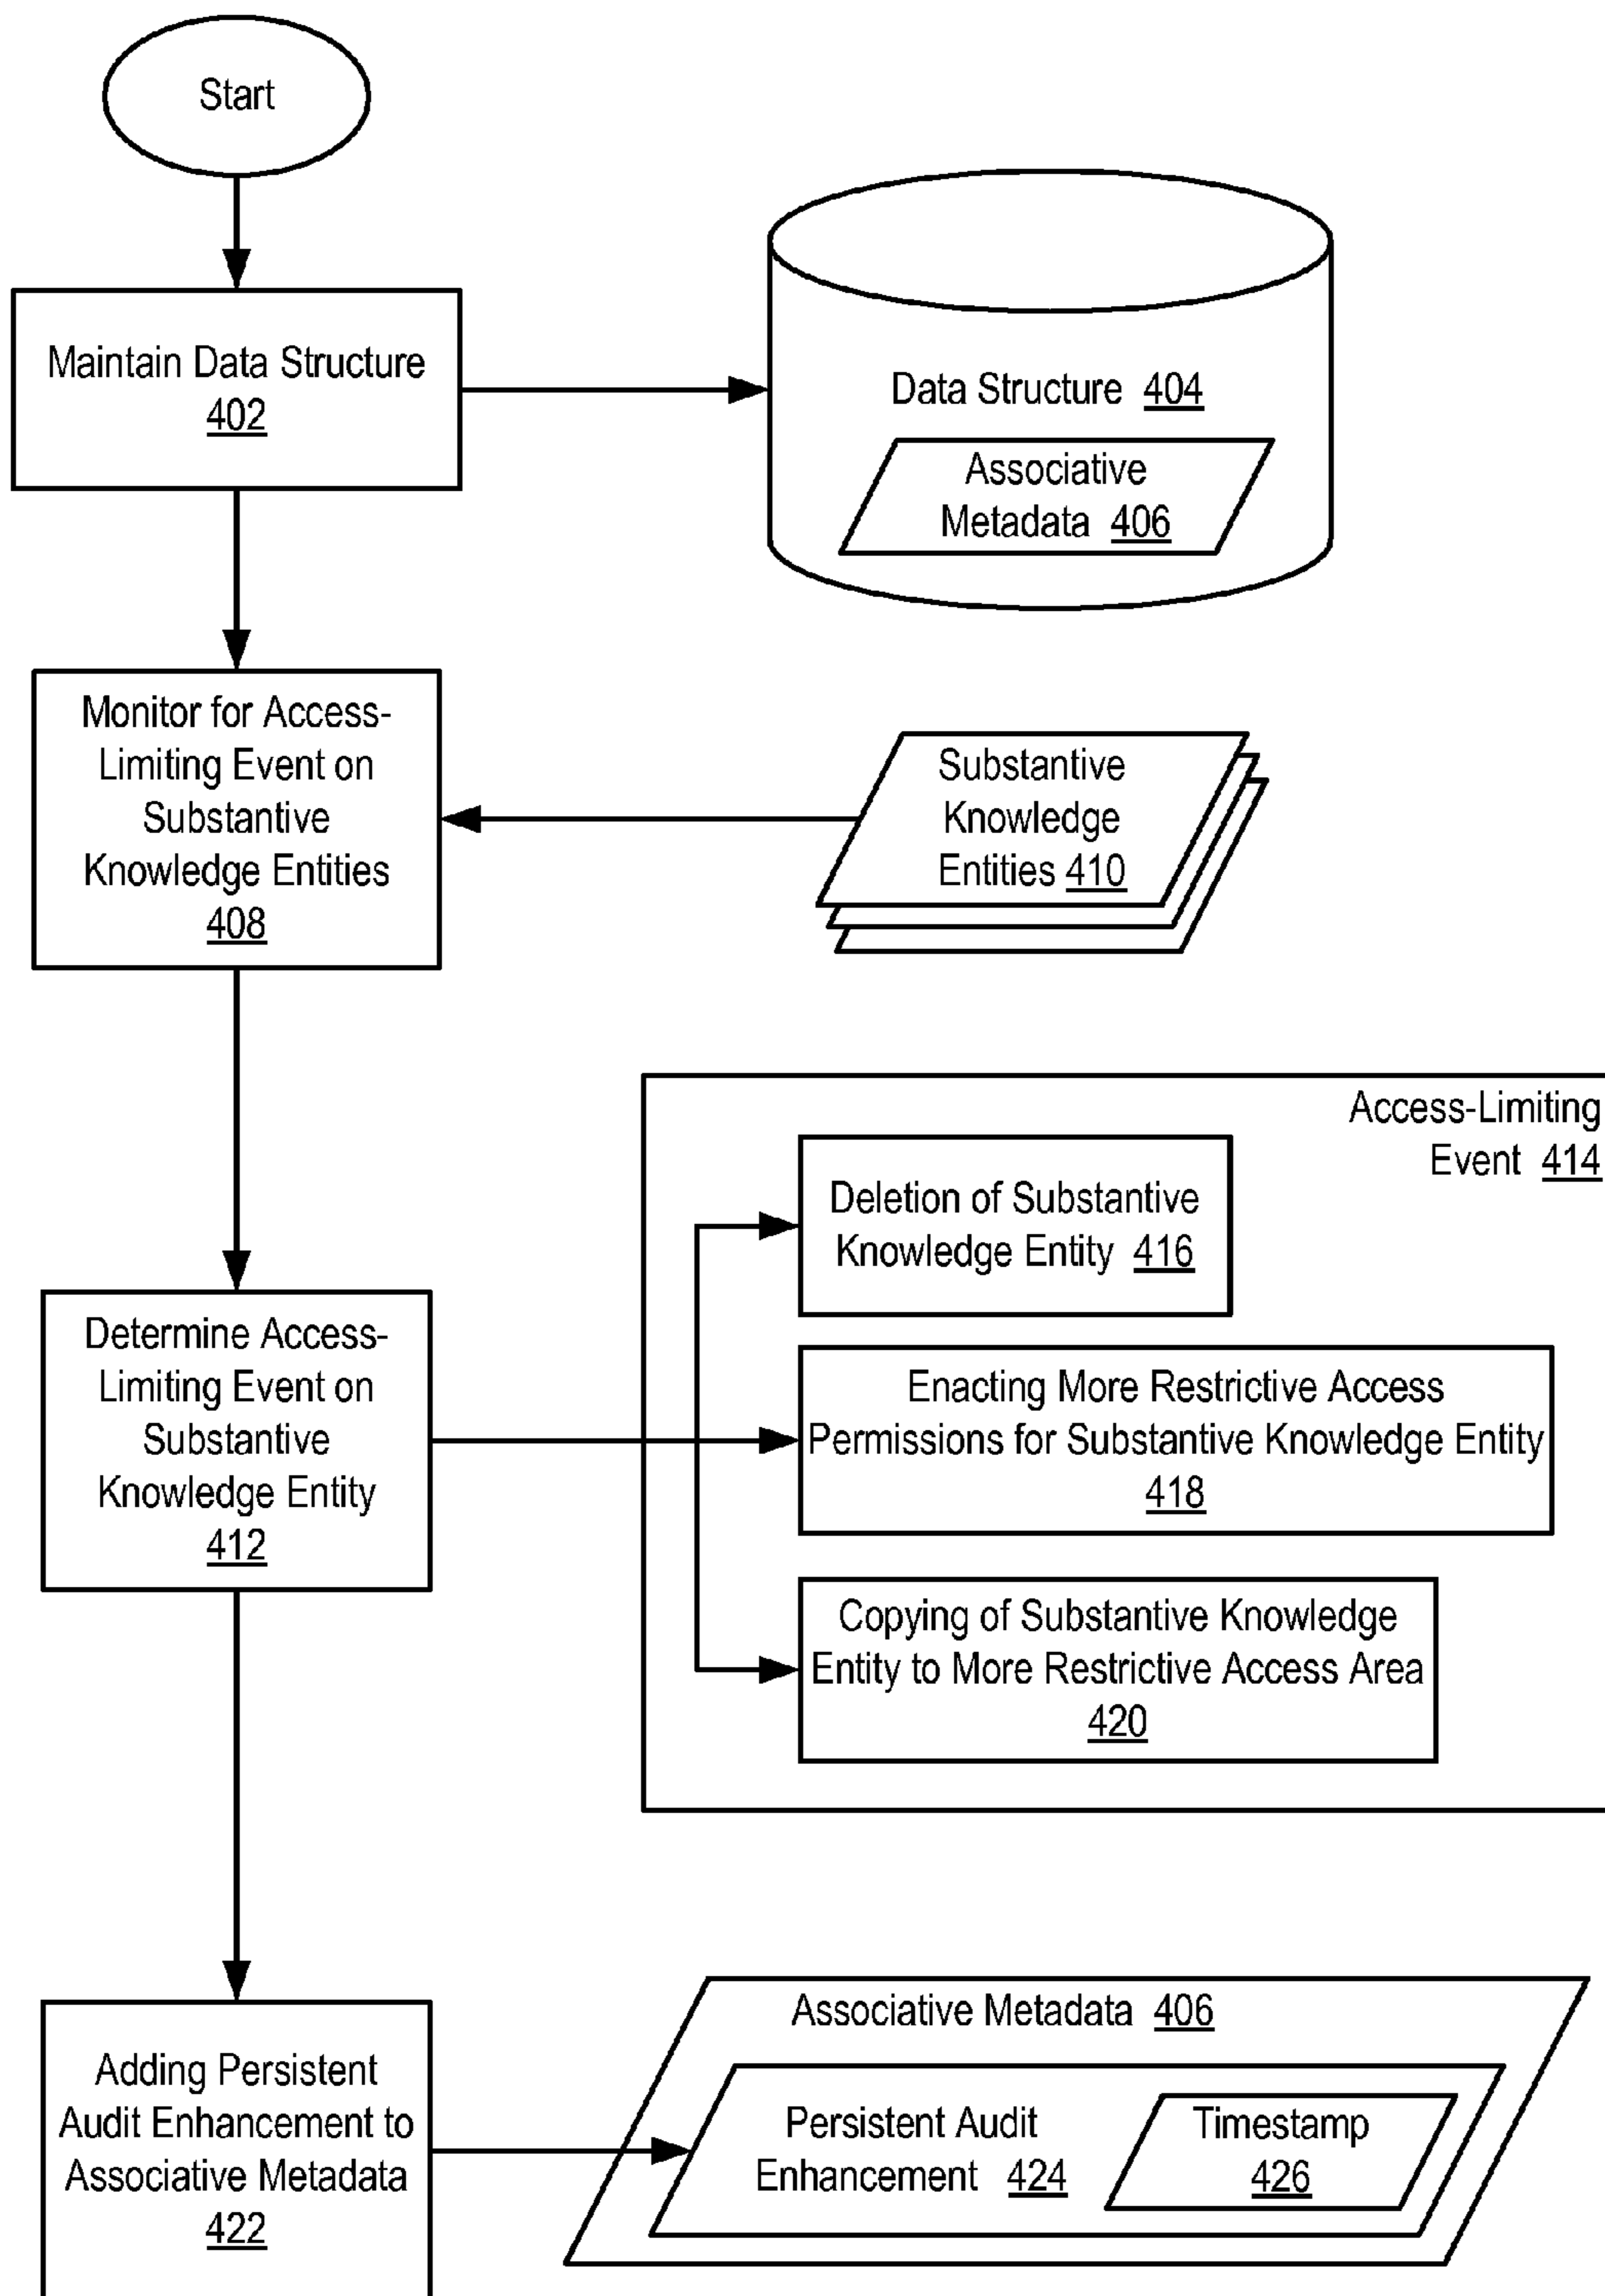 Start
Maintain Data Structure
402
Data Structure 404
Associative
Metadata 406
Monitor for Access-
Limiting Event on
Substantive
Knowledge Entities
408
Substantive
Knowledge
Entities 410
Access-Limiting
Event 414
Deletion of Substantive
Knowledge Entity 416
Determine Access-
Limiting Event on
Substantive
Knowledge Entity
412
Enacting More Restrictive Access
Permissions for Substantive Knowledge Entity
418
Copying of Substantive Knowledge
Entity to More Restrictive Access Area
420
Adding Persistent
Audit Enhancement to
Associative Metadata
422
Associative Metadata 406
Persistent Audit
Enhancement 424
Timestamp
426